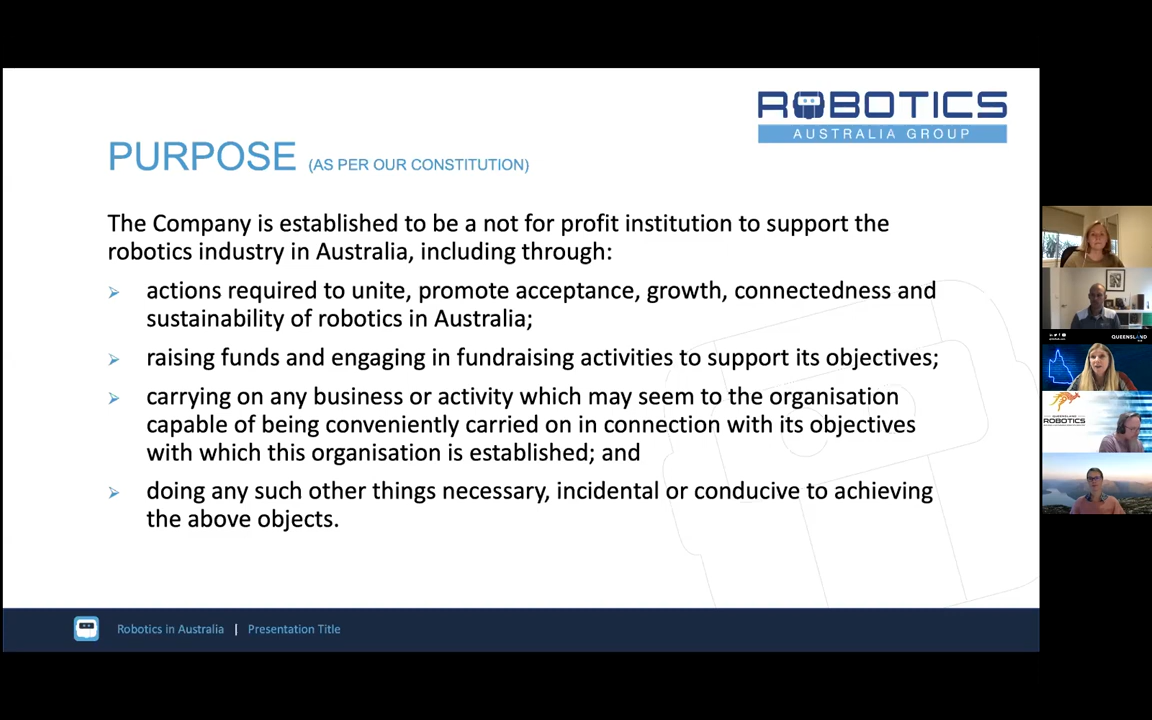 ROBOTICS
AUSTRALIA GROUP
PURPOSE (AS PER OUR CONSTITUTION)
The Company is established to be a not for profit institution to support the
robotics industry in Australia, including through:
actions required to unite, promote acceptance, growth, connectedness and
sustainability of robotics in Australia;
raising funds and engaging in fundraising activities to support its objectives;
carrying on any business or activity which may seem to the organisation
capable of being conveniently carried on in connection with its objectives
with which this organisation is established; and
doing any such other things necessary, incidental or conducive to achieving
the above objects.
Robotics in Australia | Presentation Title
QUEENSLAND
QUEENSLAND
ROBOTICS